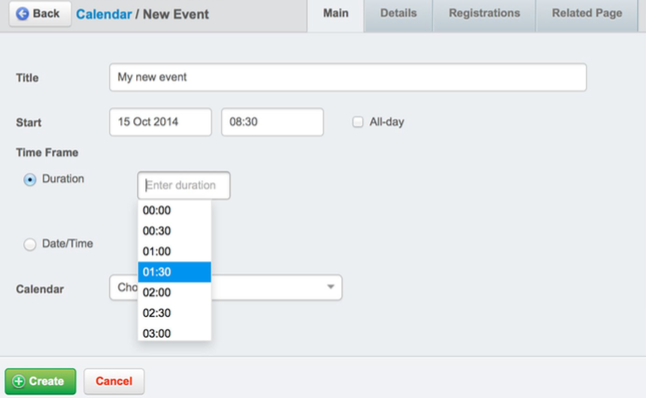 Back Calendar / New Event Main Details Registrations Related Page
Title My new event
Start 15 Oct 2014 08:30 All-day
Time Frame
Duration Enter duration
00:00
00:30
01:00
01:30
02:00
02:30
03:00
Date/Time
Calendar Cho
Create Cancel